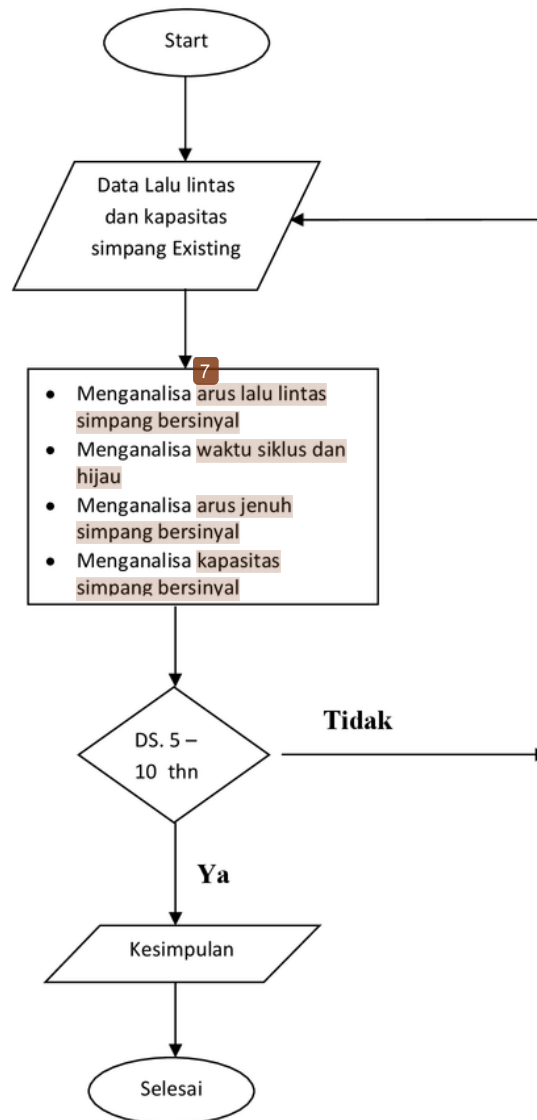 Start
Data Lalu lintas
dan kapasitas
simpang Existing
7
• Menganalisa arus lalu lintas
simpang bersinyal
• Menganalisa waktu siklus dan
hijau
• Menganalisa arus jenuh
simpang bersinyal
• Menganalisa kapasitas
simpang bersinyal
DS. 5 –
10 thn
Tidak
Ya
Kesimpulan
Selesai